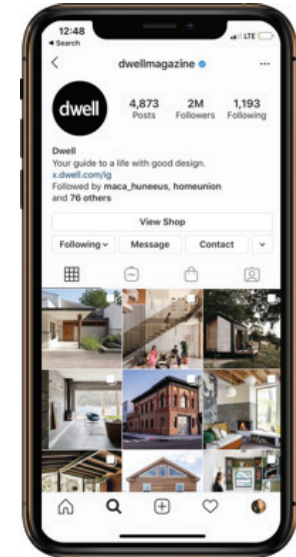 12:48
LTE
Search
dwellmagazine
dwell
4,873 2M 1,193
Posts Followers Following
Dwell
Your guide to a life with good design.
x.dwell.com/ig
Followed by maca_huneeus, homeunion
and 76 others
View Shop
Following Message Contact